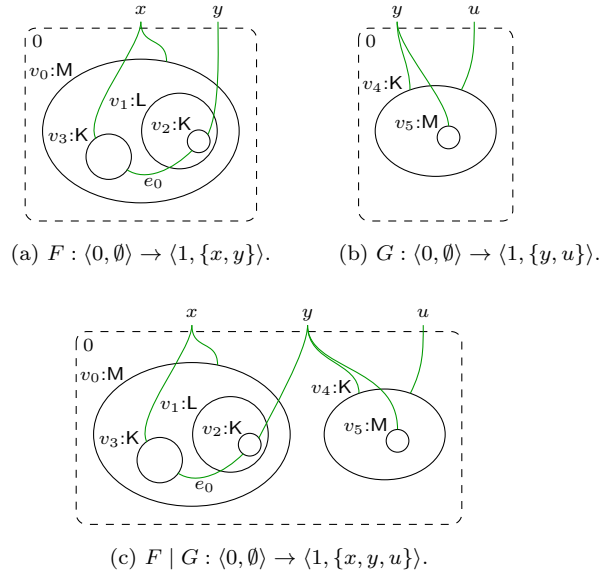 x y
0
v₀:M
v₁:L
v₂:K
v₃:K
e₀
y u
0
v₄:K
v₅:M
(a) F : ⟨0, ∅⟩ → ⟨1, {x, y}⟩.
(b) G : ⟨0, ∅⟩ → ⟨1, {y, u}⟩.
x y u
0
v₀:M
v₁:L
v₂:K
v₃:K
e₀
v₄:K
v₅:M
(c) F | G : ⟨0, ∅⟩ → ⟨1, {x, y, u}⟩.